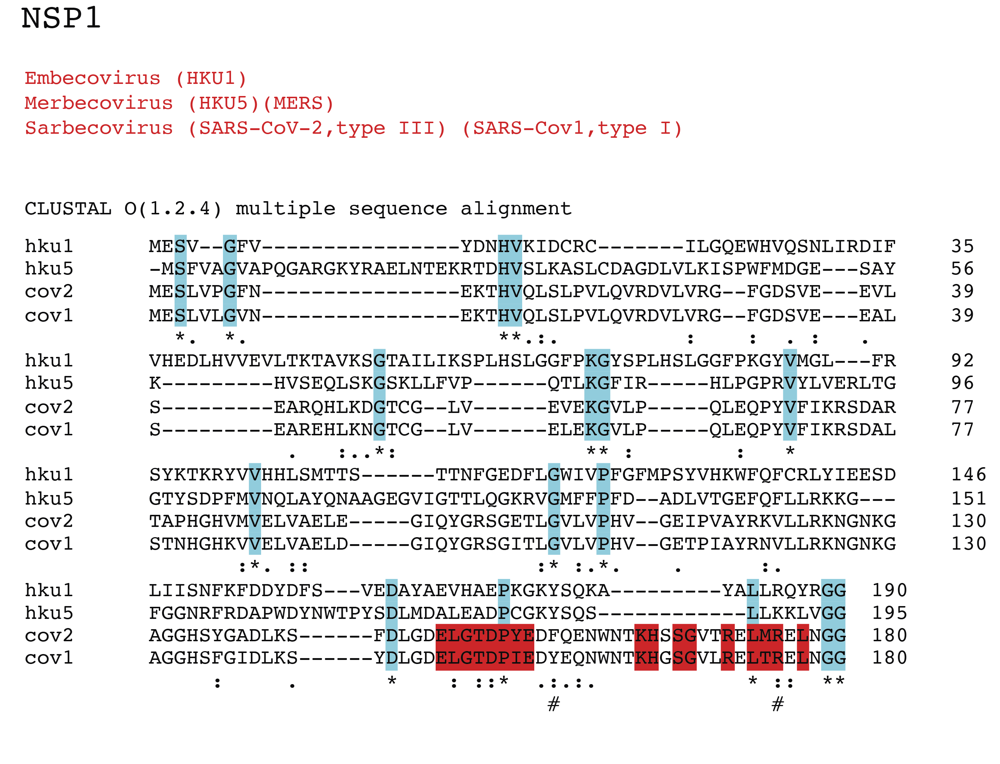 NSP1
Embecovirus (HKU1)
Merbecovirus (HKU5)(MERS)
Sarbecovirus (SARS-CoV-2,type III) (SARS-Cov1,type I)
CLUSTAL O(1.2.4) multiple sequence alignment
hku1 MESV--GFV----------------YDNHVKIDCRC-------ILGQEWHVQSNLIRDIF 35
hku5 -MSFVAGVAPQGARGKYRAELNTEKRTDHVSLKASLCDAGDLVLKISPWFMDGE---SAY 56
cov2 MESLVPGFN----------------EKTHVQLSLPVLQVRDVLVRG--FGDSVE---EVL 39
cov1 MESLVLGVN----------------EKTHVQLSLPVLQVRDVLVRG--FGDSVE---EAL 39
*. *. **.:. : : . : .
hku1 VHEDLHVVEVLTKTAVKSGTAILIKSPLHSLGGFPKGYSPLHSLGGFPKGYVMGL---FR 92
hku5 K---------HVSEQLSKGSKLLFVP------QTLKGFIR-----HLPGPRVYLVERLTG 96
cov2 S---------EARQHLKDGTCG--LV------EVEKGVLP-----QLEQPYVFIKRSDAR 77
cov1 S---------EAREHLKNGTCG--LV------ELEKGVLP-----QLEQPYVFIKRSDAL 77
. :..*: ** : : *
hku1 SYKTKRYVVHHLSMTTS------TTNFGEDFLGWIVPFGFMPSYVHKWFQFCRLYIEESD 146
hku5 GTYSDPFMVNQLAYQNAAGEGVIGTTLQGKRVGMFFPFD--ADLVTGEFQFLLRKKG--- 151
cov2 TAPHGHVMVELVAELE-----GIQYGRSGETLGVLVPHV--GEIPVAYRKVLLRKNGNKG 130
cov1 STNHGHKVVELVAELD-----GIQYGRSGITLGVLVPHV--GETPIAYRNVLLRKNGNKG 130
:*. :: :* :.*. . :.
hku1 LIISNFKFDDYDFS---VEDAYAEVHAEPKGKYSQKA---------YALLRQYRGG 190
hku5 FGGNRFRDAPWDYNWTPYSDLMDALEADPCGKYSQS------------LLKKLVGG 195
cov2 AGGHSYGADLKS------FDLGDELGTDPYEDFQENWNTKHSSGVTRELMRELNGG 180
cov1 AGGHSFGIDLKS------YDLGDELGTDPIEDYEQNWNTKHGSGVLRELTRELNGG 180
: . * : ::* .:.:. * :: **
# #